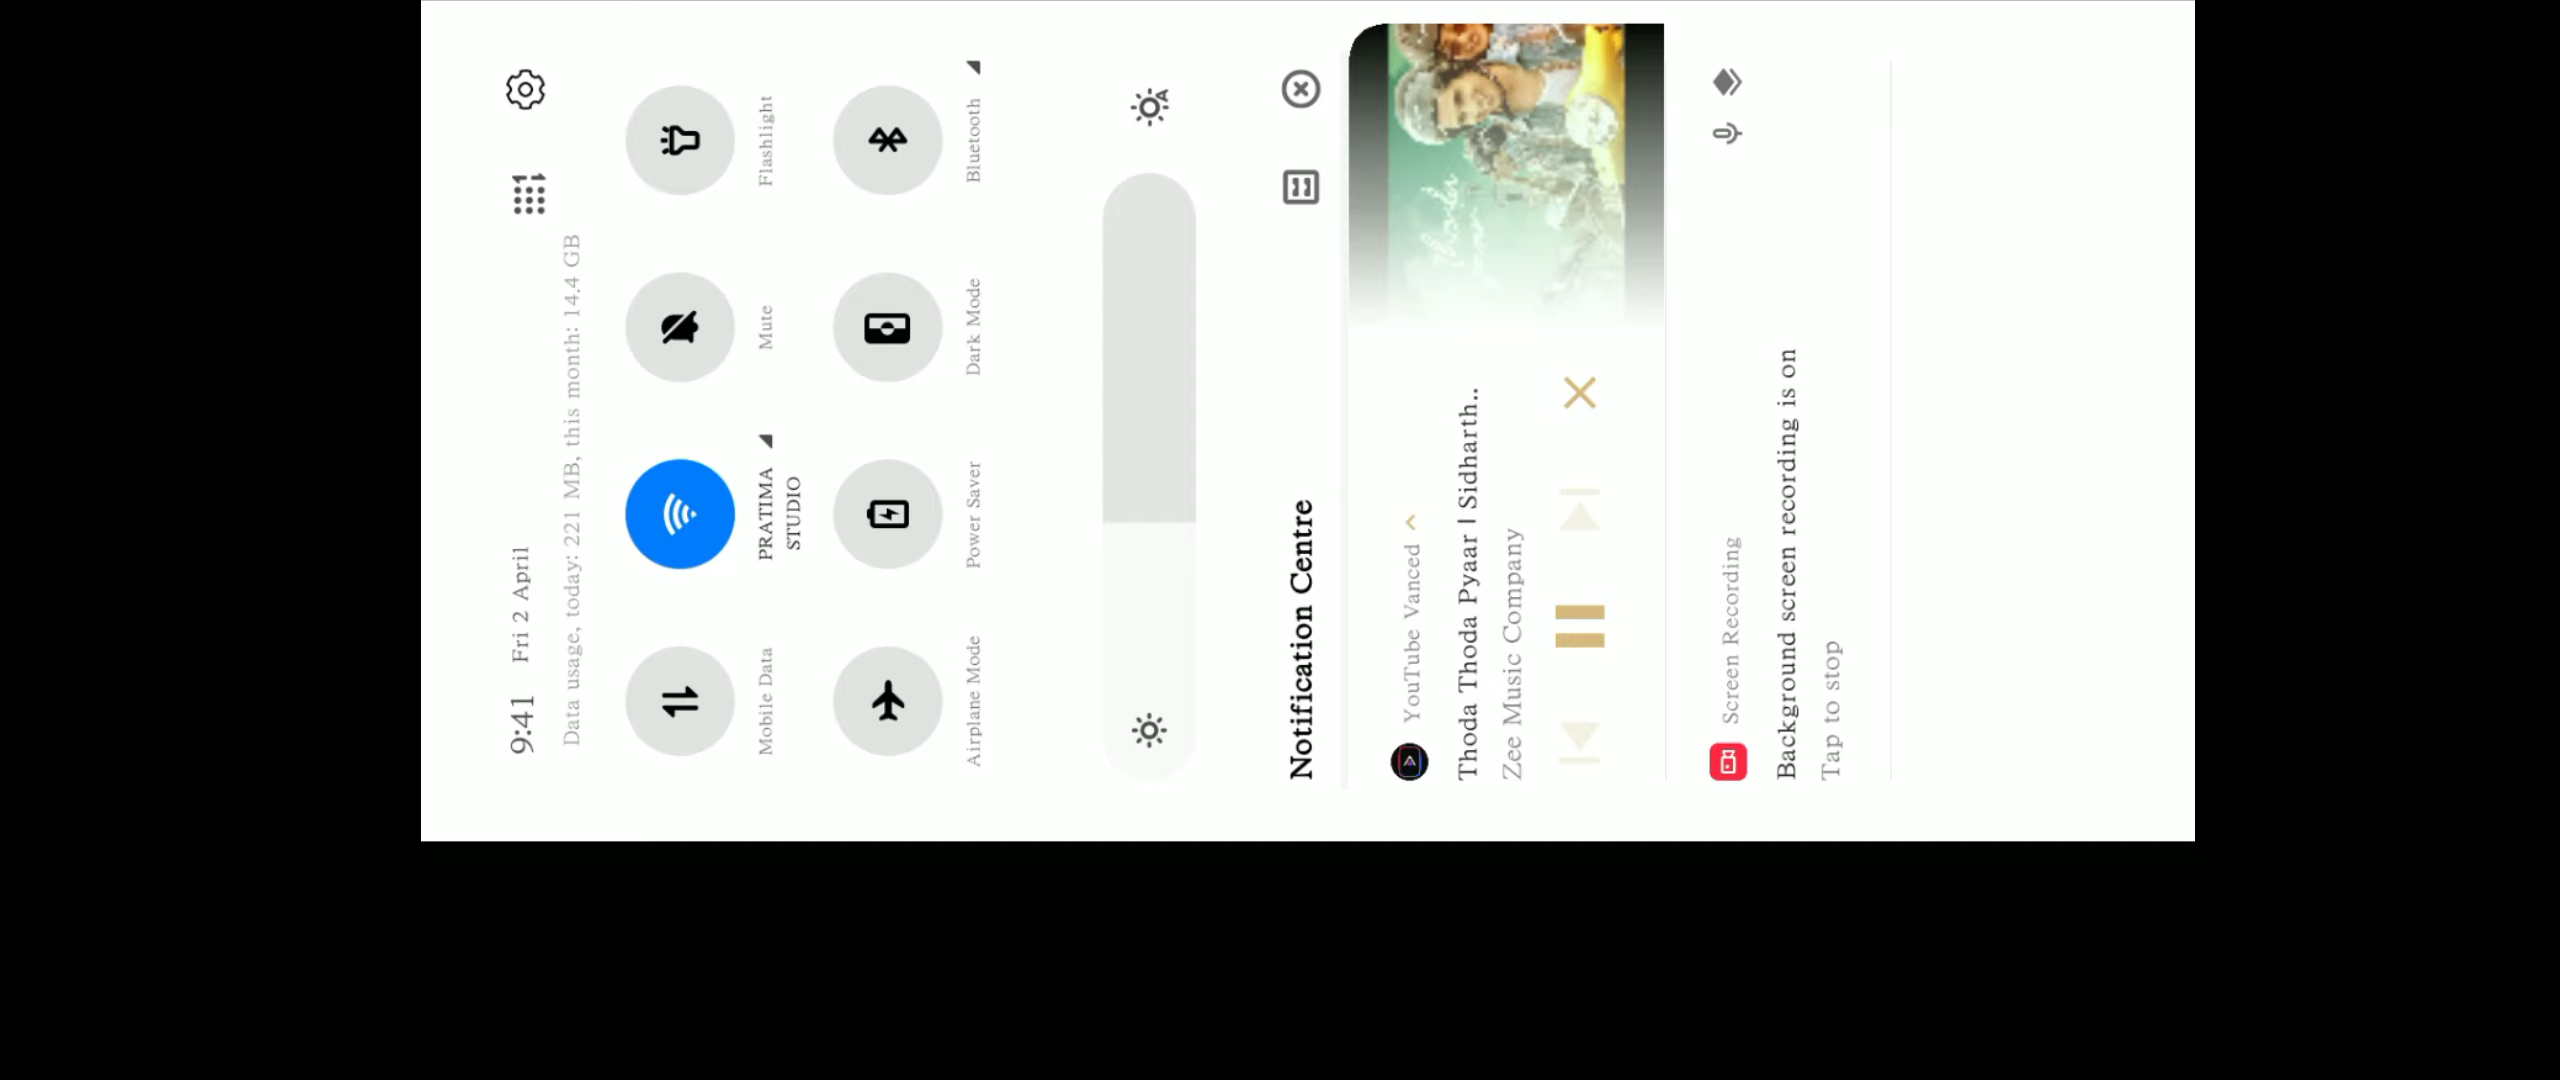 9:41 Fri 2 April
Data usage, today: 221 MB, this month: 14.4 GB
Mobile Data
PRATIMA
STUDIO
Mute
Flashlight
Airplane Mode
Power Saver
Dark Mode
Bluetooth
A
Notification Centre
YouTube Vanced
Thoda Thoda Pyaar | Sidharth..
Zee Music Company
Thoda
Screen Recording
Background screen recording is on
Tap to stop